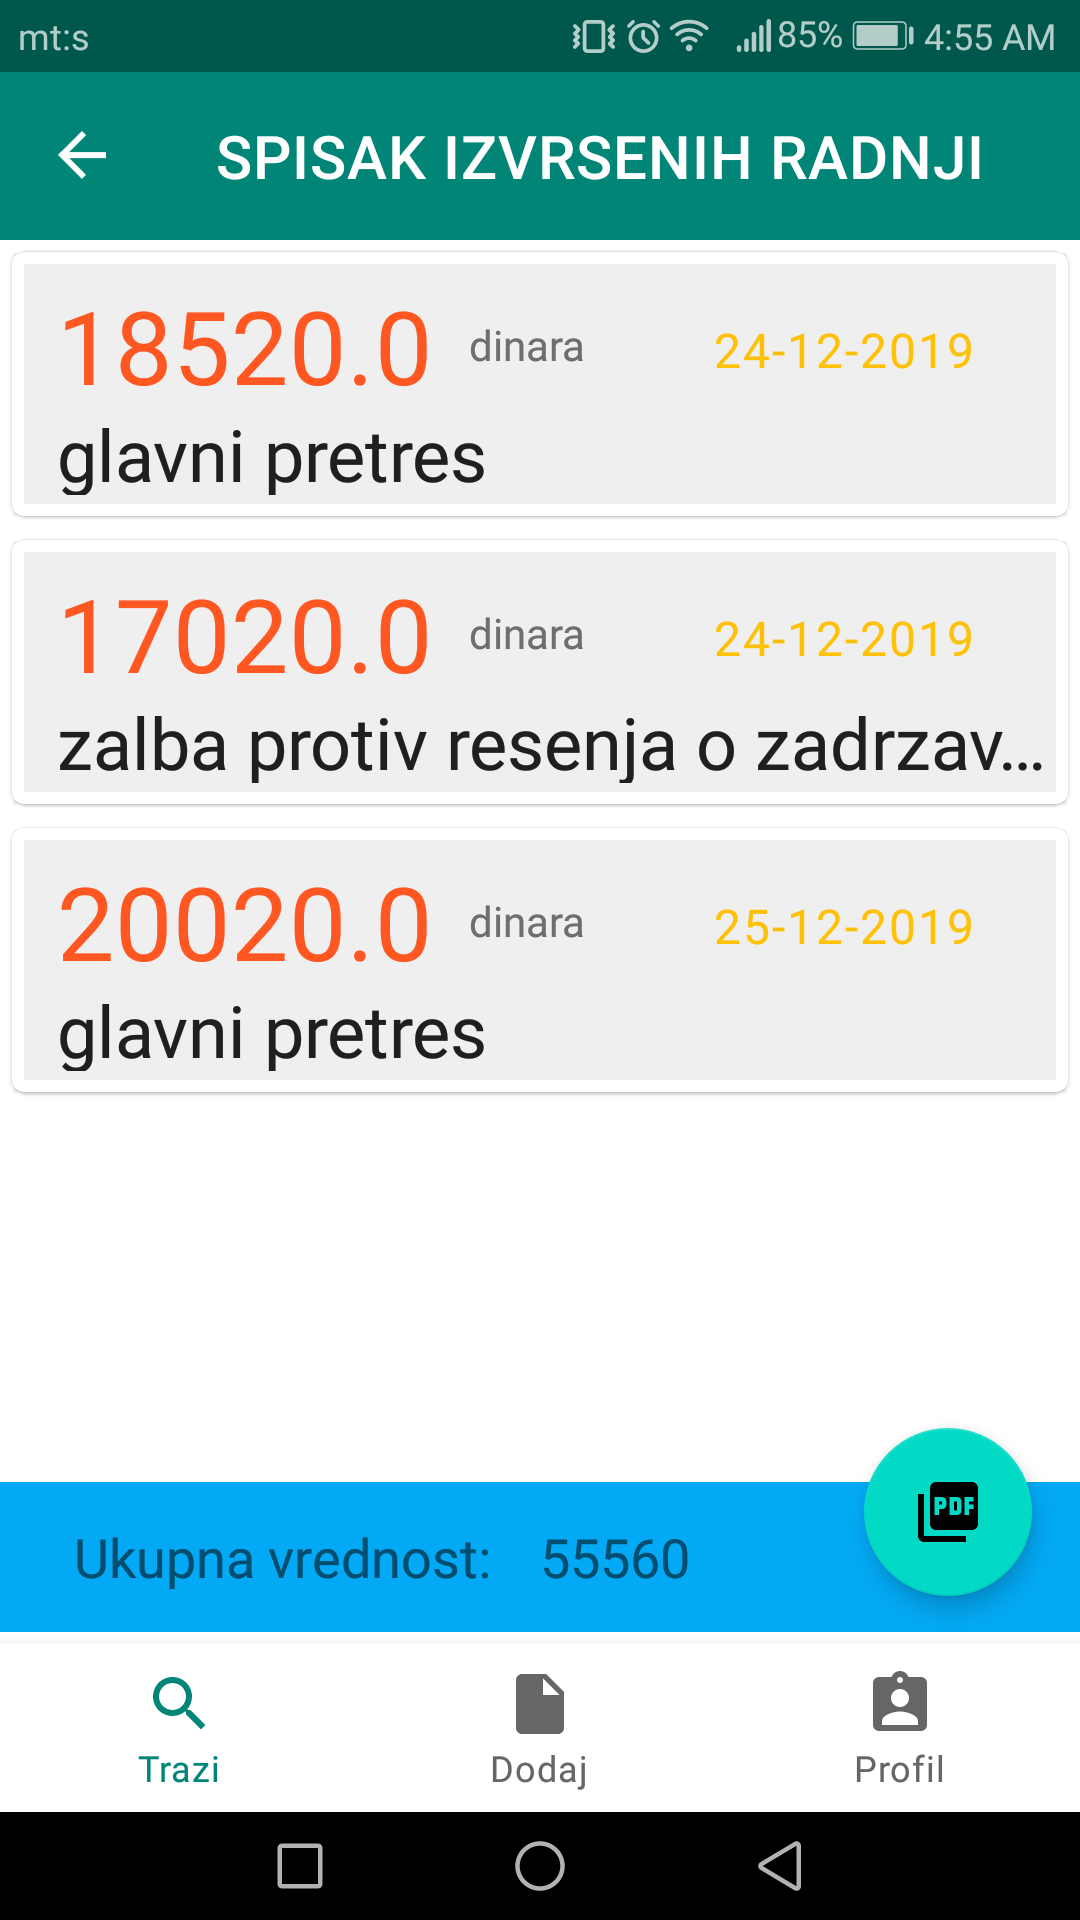 mt:s 85% 4:55 AM
SPISAK IZVRSENIH RADNJI
18520.0 dinara 24-12-2019
glavni pretres
17020.0 dinara 24-12-2019
zalba protiv resenja o zadrzav...
20020.0 dinara 25-12-2019
glavni pretres
PDF
Ukupna vrednost: 55560
Trazi Dodaj Profil